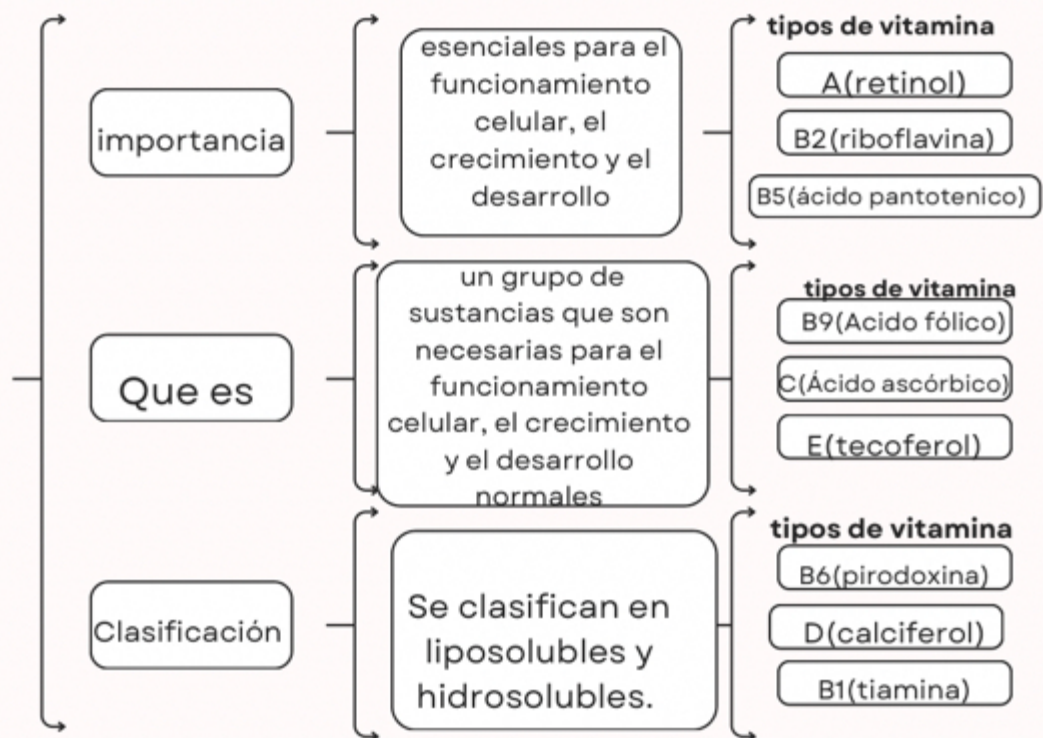 importancia
esenciales para el
funcionamiento
celular, el
crecimiento y el
desarrollo
tipos de vitamina
A(retinol)
B2(riboflavina)
B5(ácido pantotenico)
Que es
un grupo de
sustancias que son
necesarias para el
funcionamiento
celular, el crecimiento
y el desarrollo
normales
tipos de vitamina
B9(Acido fólico)
C(Ácido ascórbico)
E(tecoferol)
Clasificación
Se clasifican en
liposolubles y
hidrosolubles.
tipos de vitamina
B6(pirodoxina)
D(calciferol)
B1(tiamina)